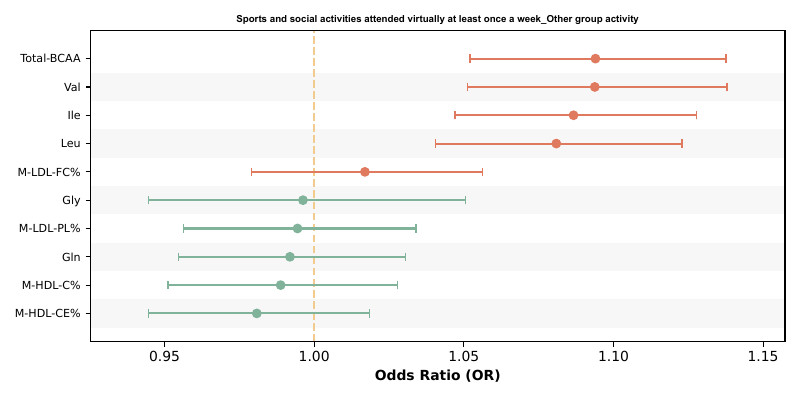 Sports and social activities attended virtually at least once a week_Other group activity
Total-BCAA
Val
Ile
Leu
M-LDL-FC%
Gly
M-LDL-PL%
Gln
M-HDL-C%
M-HDL-CE%
0.95 1.00 1.05 1.10 1.15
Odds Ratio (OR)